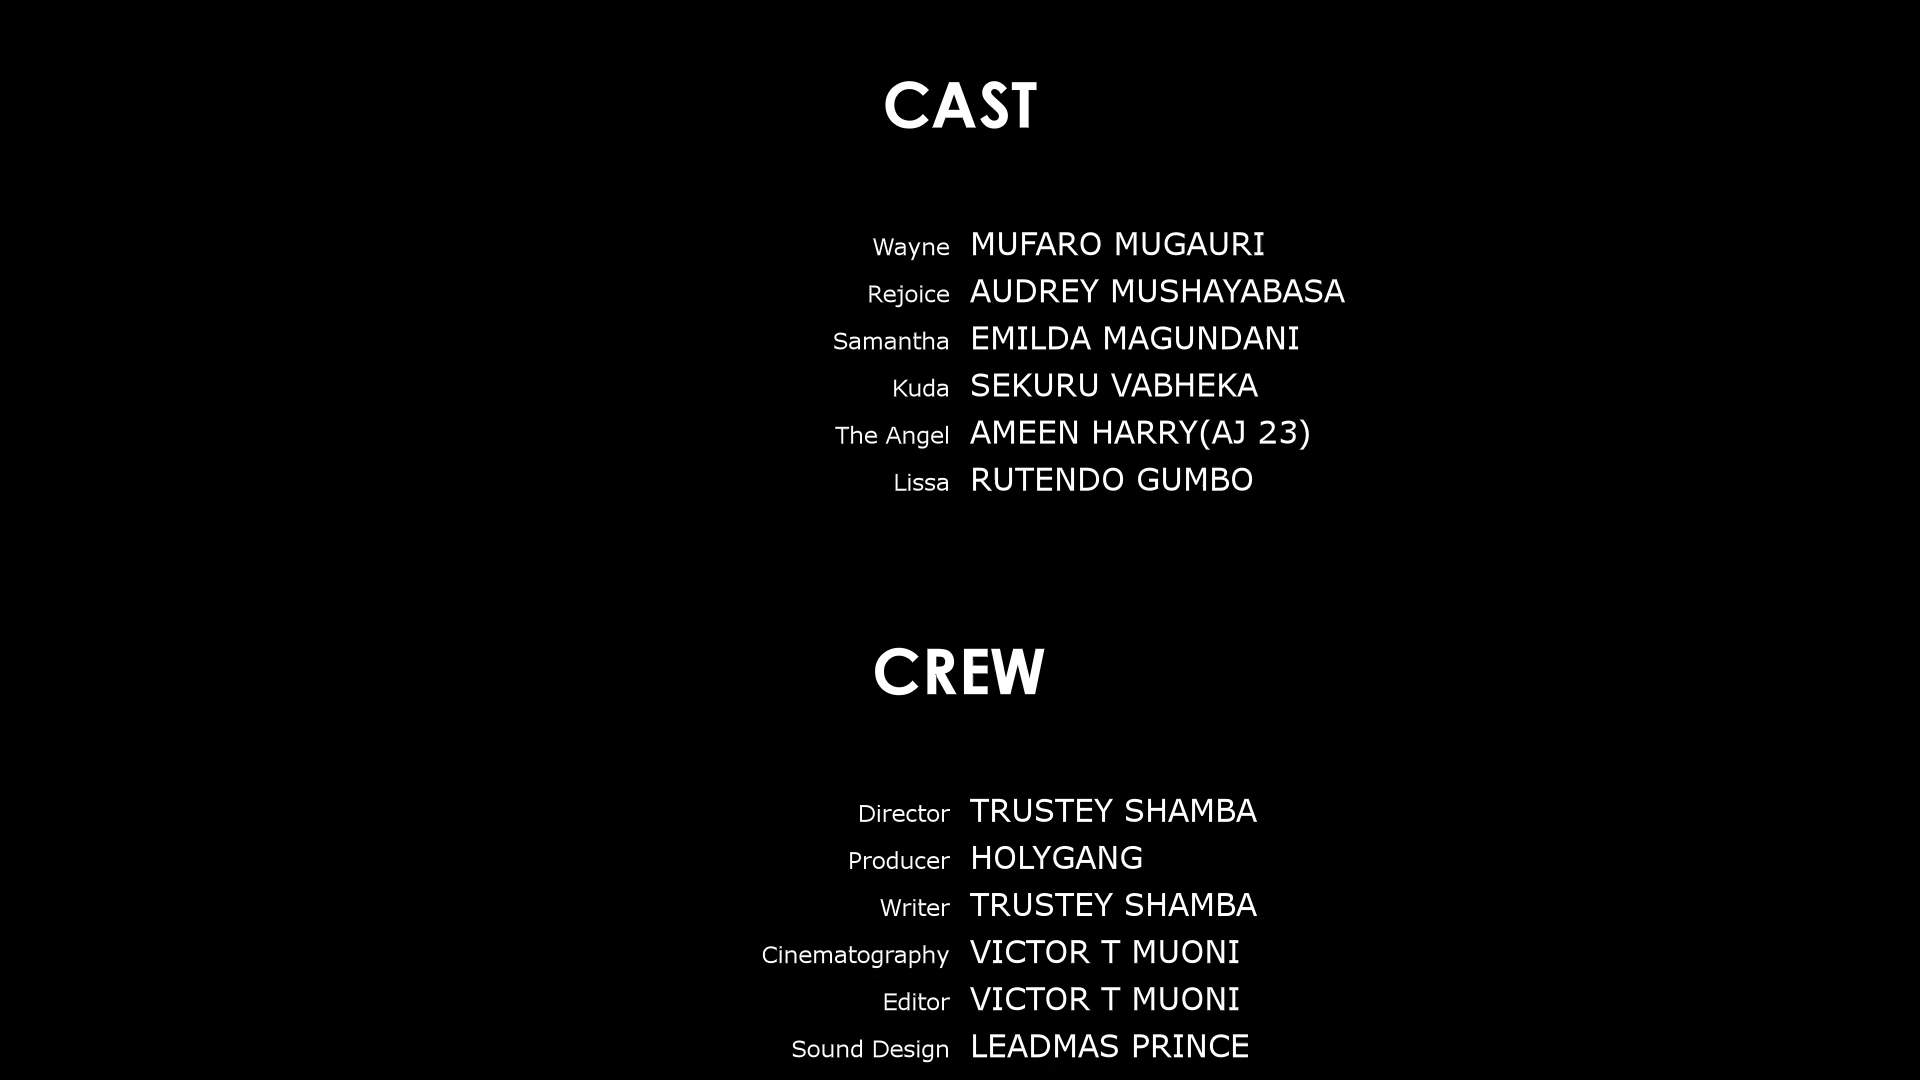 CAST
Wayne MUFARO MUGAURI
Rejoice AUDREY MUSHAYABASA
Samantha EMILDA MAGUNDANI
Kuda SEKURU VABHEKA
The Angel AMEEN HARRY(AJ 23)
Lissa RUTENDO GUMBO
CREW
Director TRUSTEY SHAMBA
Producer HOLYGANG
Writer TRUSTEY SHAMBA
Cinematography VICTOR T MUONI
Editor VICTOR T MUONI
Sound Design LEADMAS PRINCE